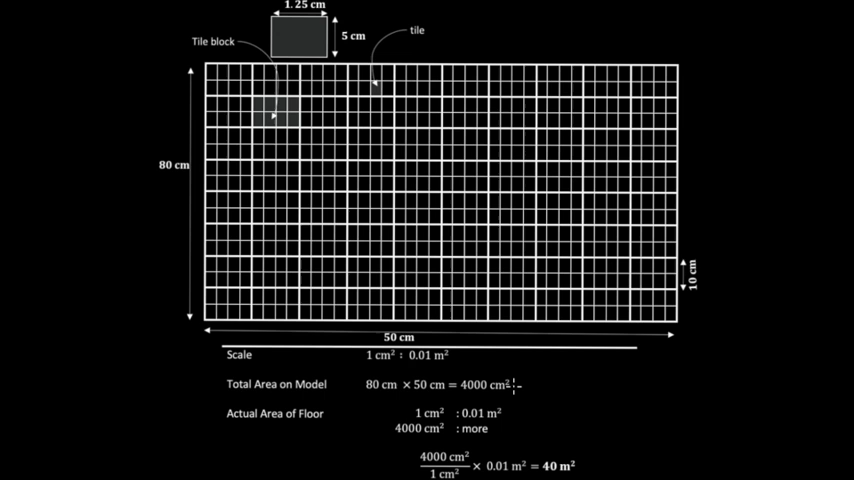 1. 25 cm
5 cm
Tile block
tile
80 cm
10 cm
50 cm
Scale 1 cm² : 0.01 m²
Total Area on Model 80 cm × 50 cm = 4000 cm²
Actual Area of Floor 1 cm² : 0.01 m²
4000 cm² : more
4000 cm² / 1 cm² × 0.01 m² = 40 m²